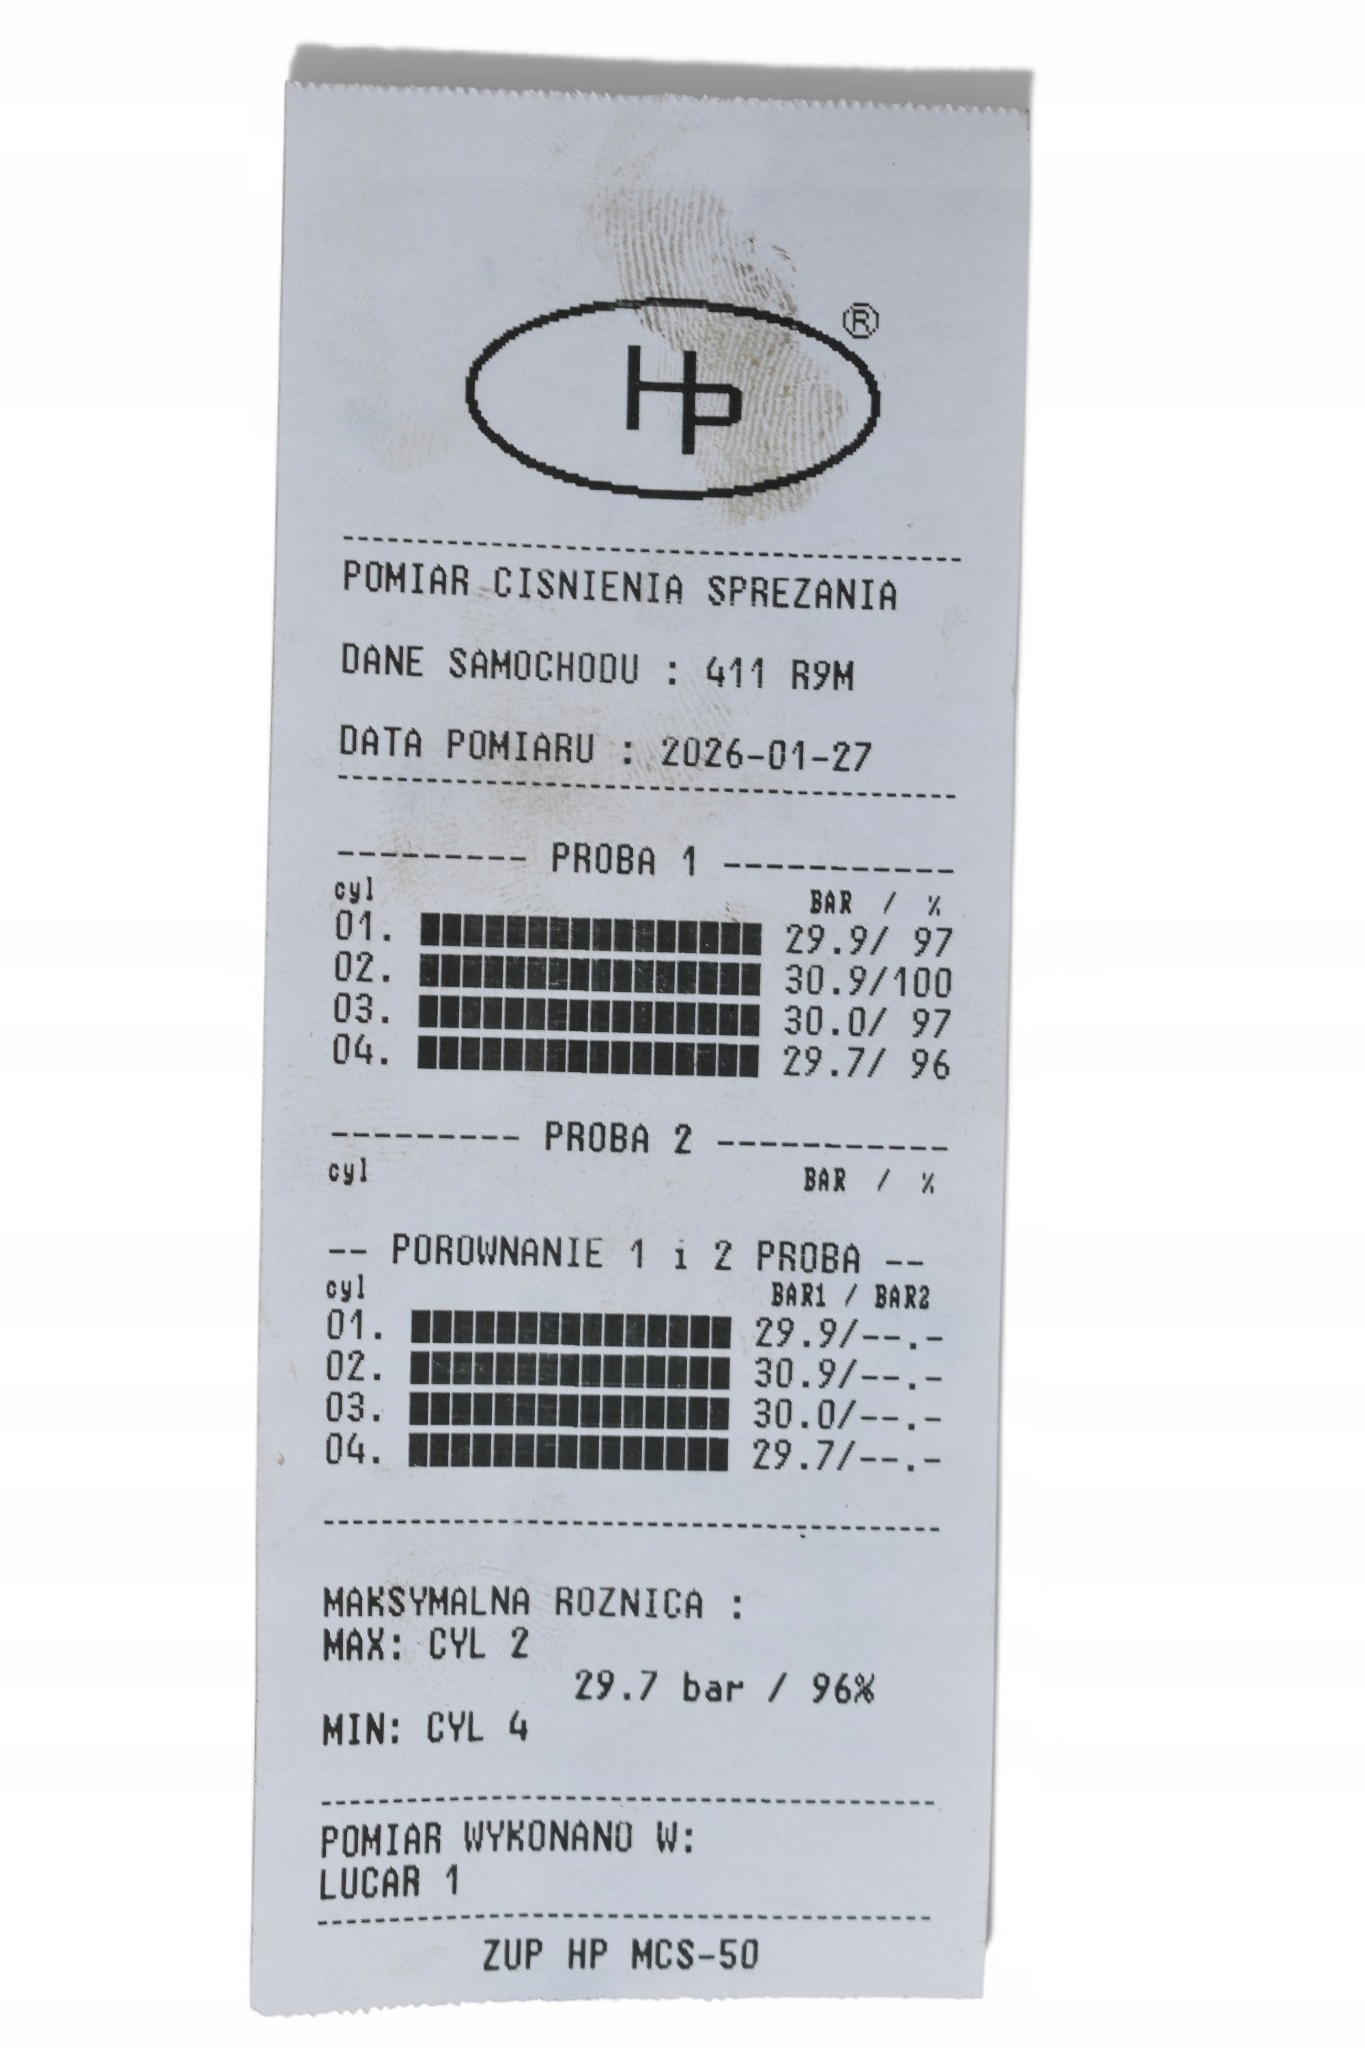 HP ®
POMIAR CISNIENIA SPREZANIA
DANE SAMOCHODU : 411 R9M
DATA POMIARU : 2026-01-27
--------- PROBA 1 -----------
cyl BAR / %
01. 29.9/ 97
02. 30.9/100
03. 30.0/ 97
04. 29.7/ 96
--------- PROBA 2 -----------
cyl BAR / %
-- POROWNANIE 1 i 2 PROBA --
cyl BAR1 / BAR2
01. 29.9/--.-
02. 30.9/--.-
03. 30.0/--.-
04. 29.7/--.-
MAKSYMALNA ROZNICA :
MAX: CYL 2
29.7 bar / 96%
MIN: CYL 4
POMIAR WYKONANO W:
LUCAR 1
ZUP HP MCS-50